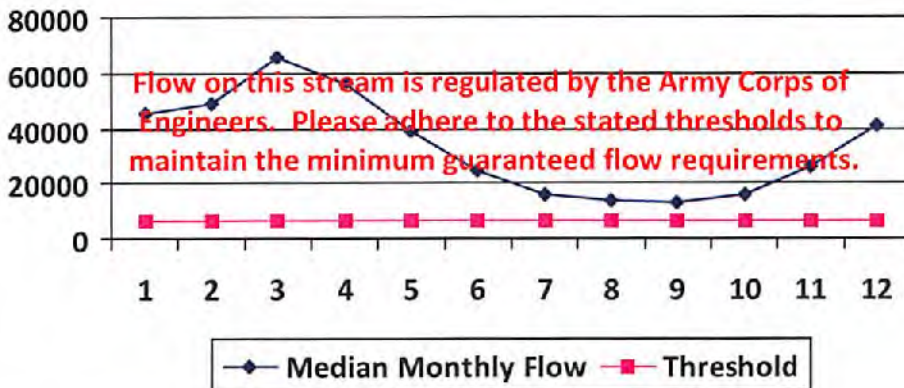 80000
60000
40000
20000
0
Flow on this stream is regulated by the Army Corps of
Engineers. Please adhere to the stated thresholds to
maintain the minimum guaranteed flow requirements.
1 2 3 4 5 6 7 8 9 10 11 12
Median Monthly Flow Threshold